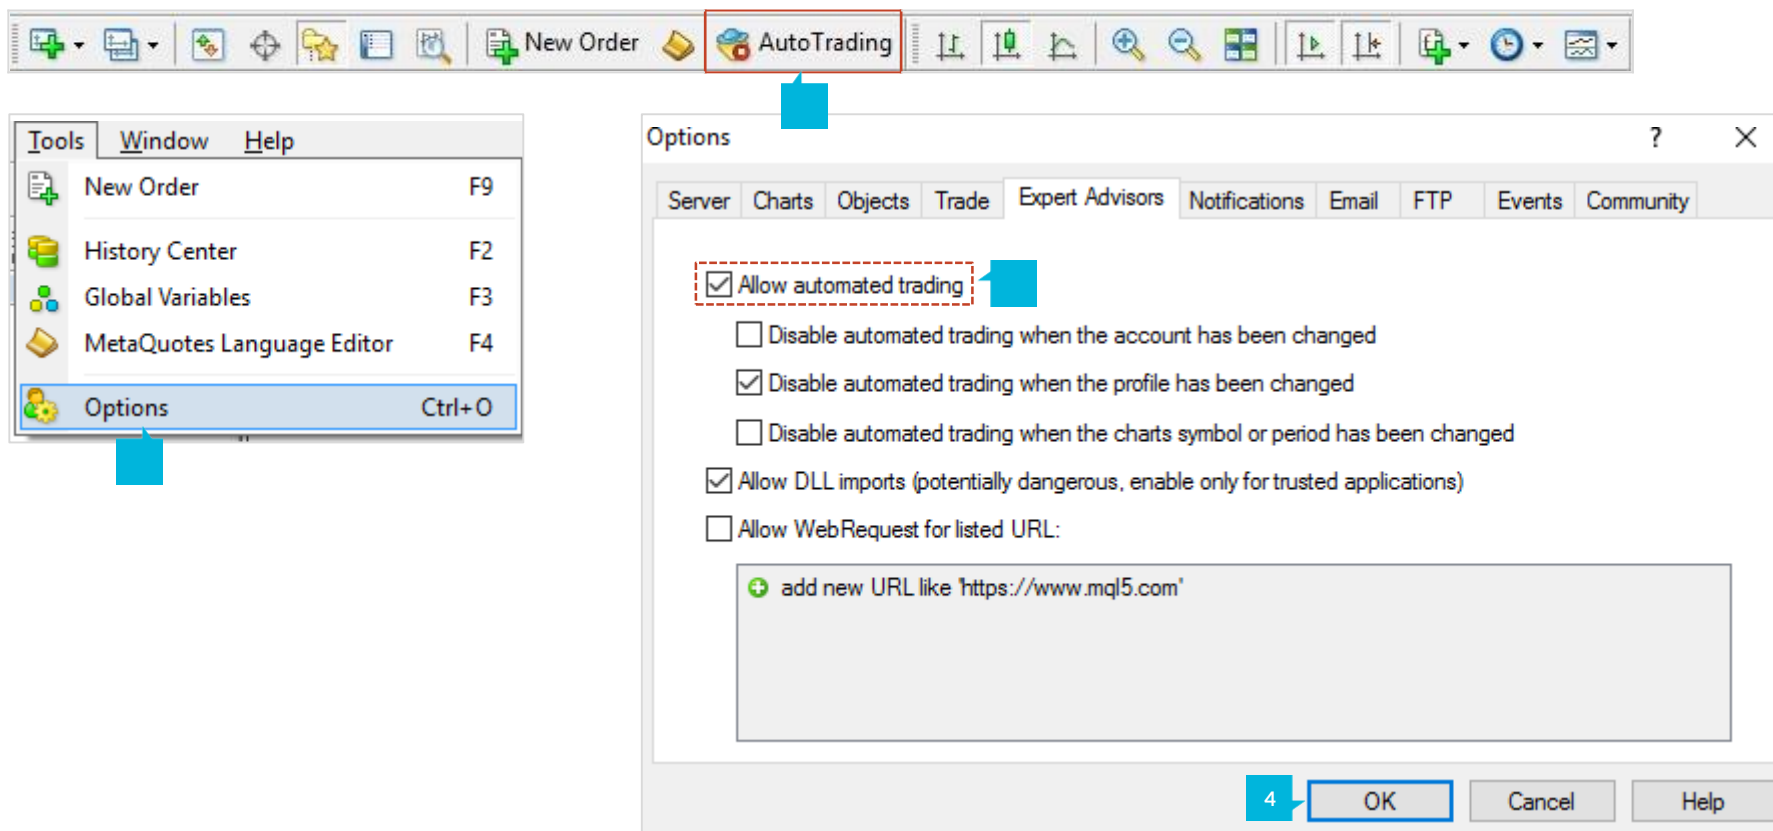 New Order
AutoTrading
Tools Window Help
New Order F9
History Center F2
Global Variables F3
MetaQuotes Language Editor F4
Options Ctrl+O
Options ?
Server Charts Objects Trade Expert Advisors Notifications Email FTP Events Community
Allow automated trading
Disable automated trading when the account has been changed
Disable automated trading when the profile has been changed
Disable automated trading when the charts symbol or period has been changed
Allow DLL imports (potentially dangerous, enable only for trusted applications)
Allow WebRequest for listed URL:
add new URL like 'https://www.mql5.com'
4 OK Cancel Help